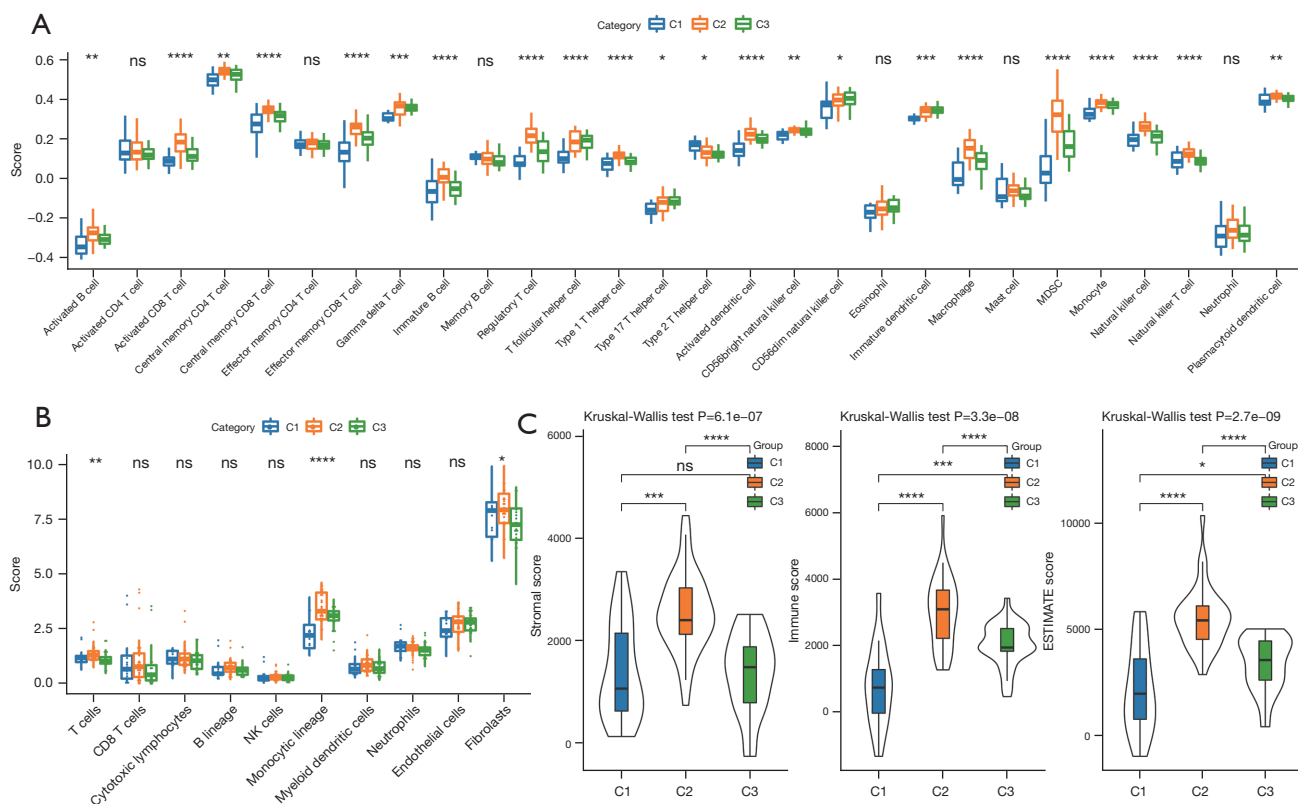 A
Category C1 C2 C3
Score
0.6
0.4
0.2
0.0
−0.2
−0.4
** ns **** ** **** ns **** *** **** ns **** **** **** * * **** ** * ns *** **** ns **** **** **** **** ns **
Activated B cell
Activated CD4 T cell
Activated CD8 T cell
Central memory CD4 T cell
Central memory CD8 T cell
Effector memory CD4 T cell
Effector memory CD8 T cell
Gamma delta T cell
Immature B cell
Memory B cell
Regulatory T cell
T follicular helper cell
Type 1 T helper cell
Type 17 T helper cell
Type 2 T helper cell
Activated dendritic cell
CD56bright natural killer cell
CD56dim natural killer cell
Eosinophil
Immature dendritic cell
Macrophage
Mast cell
MDSC
Monocyte
Natural killer cell
Natural killer T cell
Neutrophil
Plasmacytoid dendritic cell
B
Category C1 C2 C3
Score
10.0
7.5
5.0
2.5
0.0
** ns ns ns ns **** ns ns ns *
T cells
CD8 T cells
Cytotoxic lymphocytes
B lineage
NK cells
Monocytic lineage
Myeloid dendritic cells
Neutrophils
Endothelial cells
Fibrolasts
C
Kruskal-Wallis test P=6.1e−07
Stromal score
6000
4000
2000
0
****
ns
***
Group
C1
C2
C3
C1 C2 C3
Kruskal-Wallis test P=3.3e−08
Immune score
8000
6000
4000
2000
0
****
***
****
Group
C1
C2
C3
C1 C2 C3
Kruskal-Wallis test P=2.7e−09
ESTIMATE score
10000
5000
0
****
*
****
Group
C1
C2
C3
C1 C2 C3